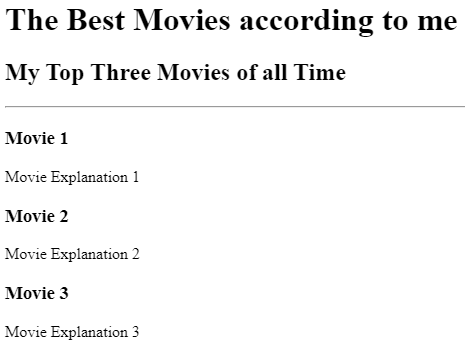 The Best Movies according to me
My Top Three Movies of all Time
Movie 1
Movie Explanation 1
Movie 2
Movie Explanation 2
Movie 3
Movie Explanation 3